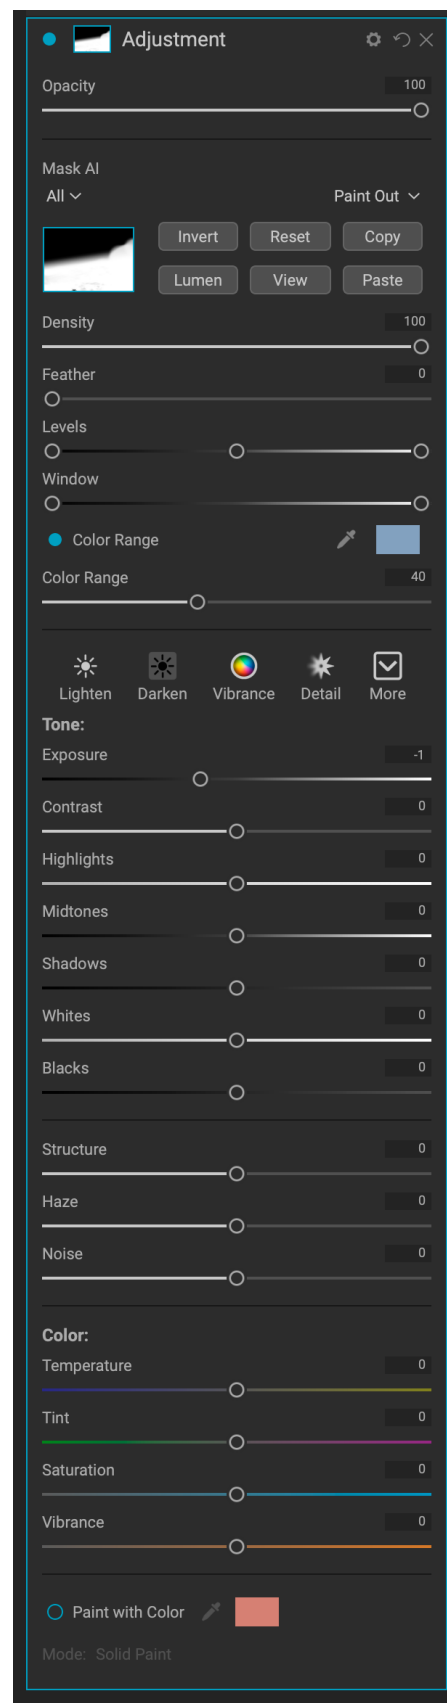 Adjustment
Opacity 100
Mask AI
All Paint Out
Invert Reset Copy
Lumen View Paste
Density 100
Feather 0
Levels
Window
Color Range
Color Range 40
Lighten Darken Vibrance Detail More
Tone:
Exposure -1
Contrast 0
Highlights 0
Midtones 0
Shadows 0
Whites 0
Blacks 0
Structure 0
Haze 0
Noise 0
Color:
Temperature 0
Tint 0
Saturation 0
Vibrance 0
Paint with Color
Mode: Solid Paint